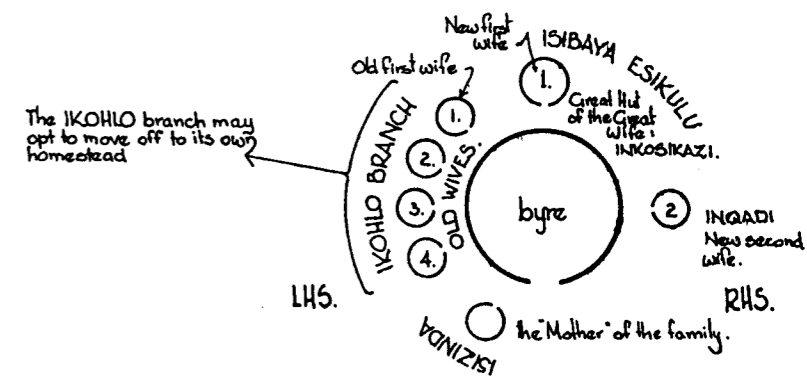 New first
wife
ISIBAYA ESIKULU
Old first wife
1.
Great Hut
of the Great
Wife:
INKOSIKAZI.
The IKOHLO branch may
opt to move off to its own
homestead
IKOHLO BRANCH
1.
2.
3.
4.
OLD WIVES.
byre
2
INQADI
New second
wife.
LHS.
RHS.
ISIZINDA
the "Mother" of the family.